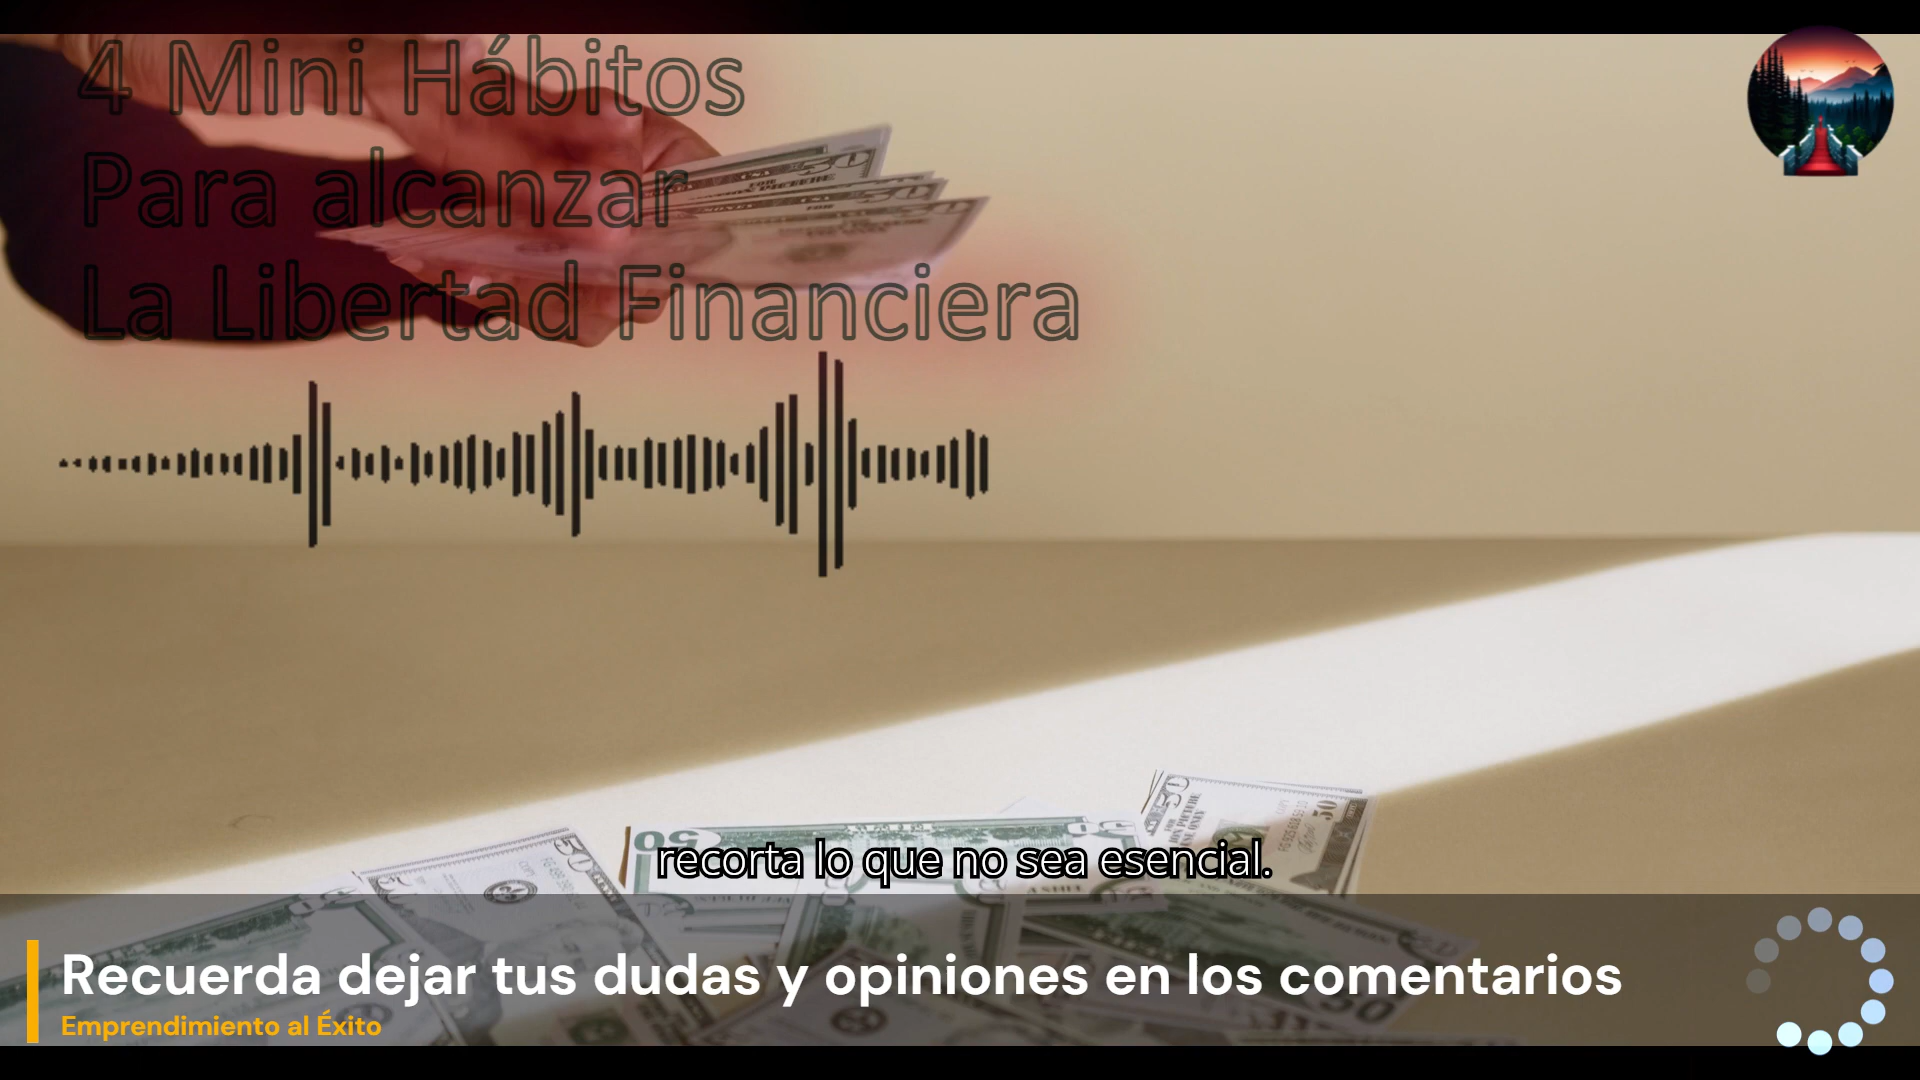 4 Mini Hábitos
Para alcanzar
La Libertad Financiera
recorta lo que no sea esencial.
Recuerda dejar tus dudas y opiniones en los comentarios
Emprendimiento al Éxito